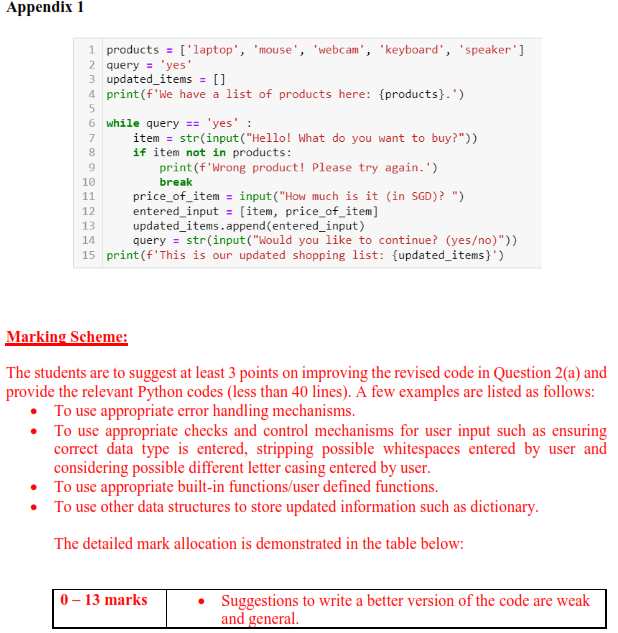 Appendix 1
1 products = ['laptop', 'mouse', 'webcam', 'keyboard', 'speaker']
2 query = 'yes'
3 updated_items = []
4 print(f'We have a list of products here: {products}.')
5
6 while query == 'yes' :
7 item = str(input("Hello! What do you want to buy?"))
8 if item not in products:
9 print(f'Wrong product! Please try again.')
10 break
11 price_of_item = input("How much is it (in SGD)? ")
12 entered_input = [item, price_of_item]
13 updated_items.append(entered_input)
14 query = str(input("Would you like to continue? (yes/no)"))
15 print(f'This is our updated shopping list: {updated_items}')
Marking Scheme:
The students are to suggest at least 3 points on improving the revised code in Question 2(a) and
provide the relevant Python codes (less than 40 lines). A few examples are listed as follows:
• To use appropriate error handling mechanisms.
• To use appropriate checks and control mechanisms for user input such as ensuring
correct data type is entered, stripping possible whitespaces entered by user and
considering possible different letter casing entered by user.
• To use appropriate built-in functions/user defined functions.
• To use other data structures to store updated information such as dictionary.
The detailed mark allocation is demonstrated in the table below:
0 – 13 marks • Suggestions to write a better version of the code are weak
and general.